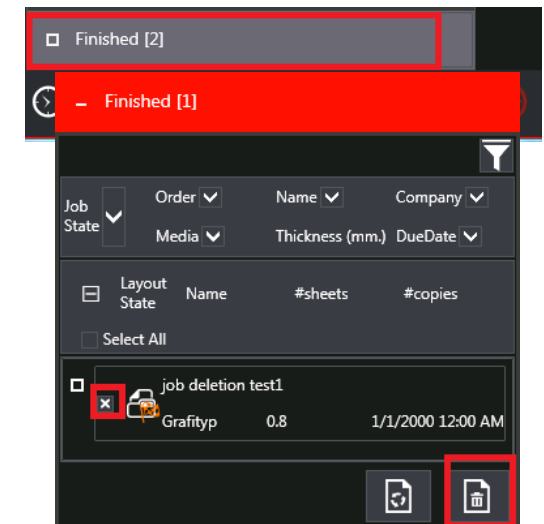 Finished [2]
Finished [1]
Job State
Order Name Company
Media Thickness (mm.) DueDate
Layout State Name #sheets #copies
Select All
job deletion test1
Grafityp 0.8 1/1/2000 12:00 AM